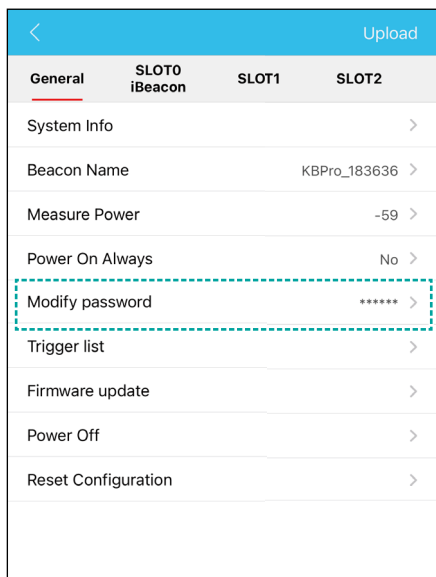 Upload
General SLOT0 iBeacon SLOT1 SLOT2
System Info
Beacon Name KBPro_183636
Measure Power -59
Power On Always No
Modify password ******
Trigger list
Firmware update
Power Off
Reset Configuration